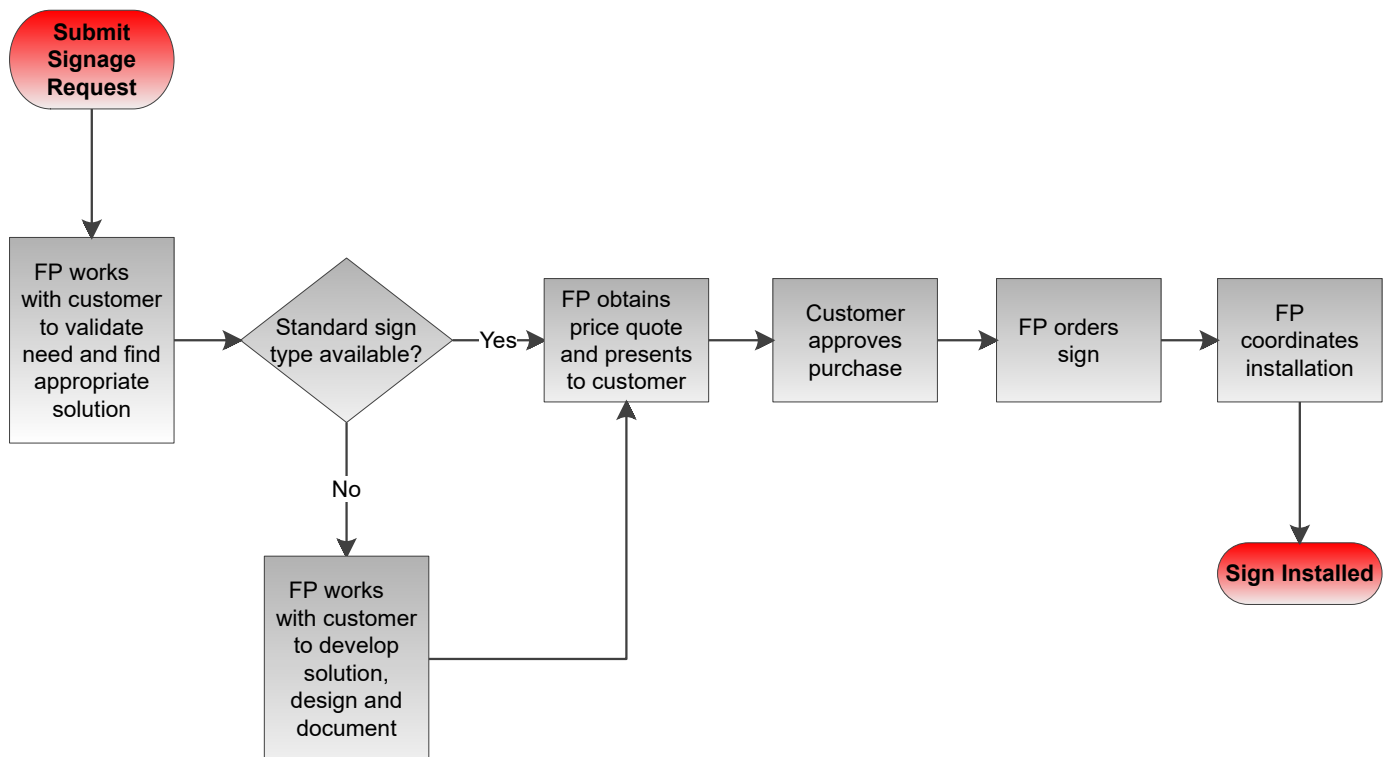 Submit
Signage
Request
FP works
with customer
to validate
need and find
appropriate
solution
Standard sign
type available?
Yes
No
FP works
with customer
to develop
solution,
design and
document
FP obtains
price quote
and presents
to customer
Customer
approves
purchase
FP orders
sign
FP
coordinates
installation
Sign Installed